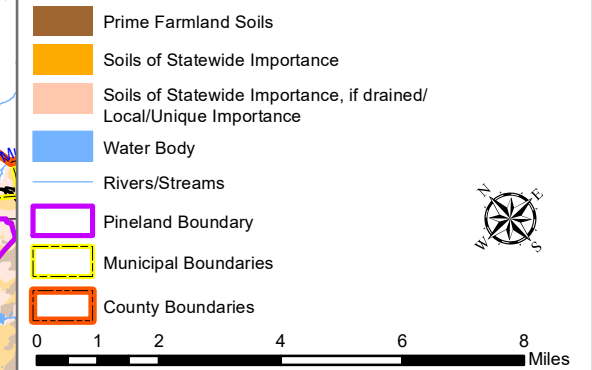 Prime Farmland Soils
Soils of Statewide Importance
Soils of Statewide Importance, if drained/
Local/Unique Importance
Water Body
Rivers/Streams
Pineland Boundary
Municipal Boundaries
County Boundaries
N
E
W
S
0 1 2 4 6 8
Miles